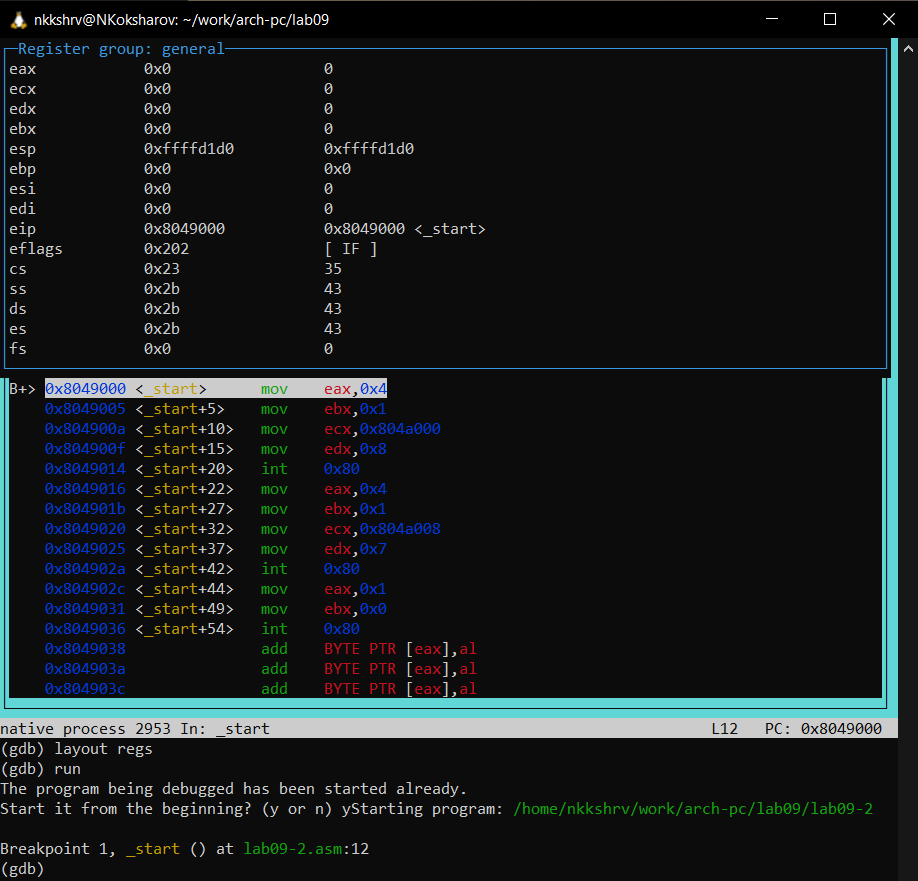 nkkshrv@NKoksharov: ~/work/arch-pc/lab09
Register group: general
eax 0x0 0
ecx 0x0 0
edx 0x0 0
ebx 0x0 0
esp 0xffffd1d0 0xffffd1d0
ebp 0x0 0x0
esi 0x0 0
edi 0x0 0
eip 0x8049000 0x8049000 <_start>
eflags 0x202 [ IF ]
cs 0x23 35
ss 0x2b 43
ds 0x2b 43
es 0x2b 43
fs 0x0 0
B+> 0x8049000 <_start> mov eax,0x4
0x8049005 <_start+5> mov ebx,0x1
0x804900a <_start+10> mov ecx,0x804a000
0x804900f <_start+15> mov edx,0x8
0x8049014 <_start+20> int 0x80
0x8049016 <_start+22> mov eax,0x4
0x804901b <_start+27> mov ebx,0x1
0x8049020 <_start+32> mov ecx,0x804a008
0x8049025 <_start+37> mov edx,0x7
0x804902a <_start+42> int 0x80
0x804902c <_start+44> mov eax,0x1
0x8049031 <_start+49> mov ebx,0x0
0x8049036 <_start+54> int 0x80
0x8049038 add BYTE PTR [eax],al
0x804903a add BYTE PTR [eax],al
0x804903c add BYTE PTR [eax],al
native process 2953 In: _start L12 PC: 0x8049000
(gdb) layout regs
(gdb) run
The program being debugged has been started already.
Start it from the beginning? (y or n) yStarting program: /home/nkkshrv/work/arch-pc/lab09/lab09-2
Breakpoint 1, _start () at lab09-2.asm:12
(gdb)